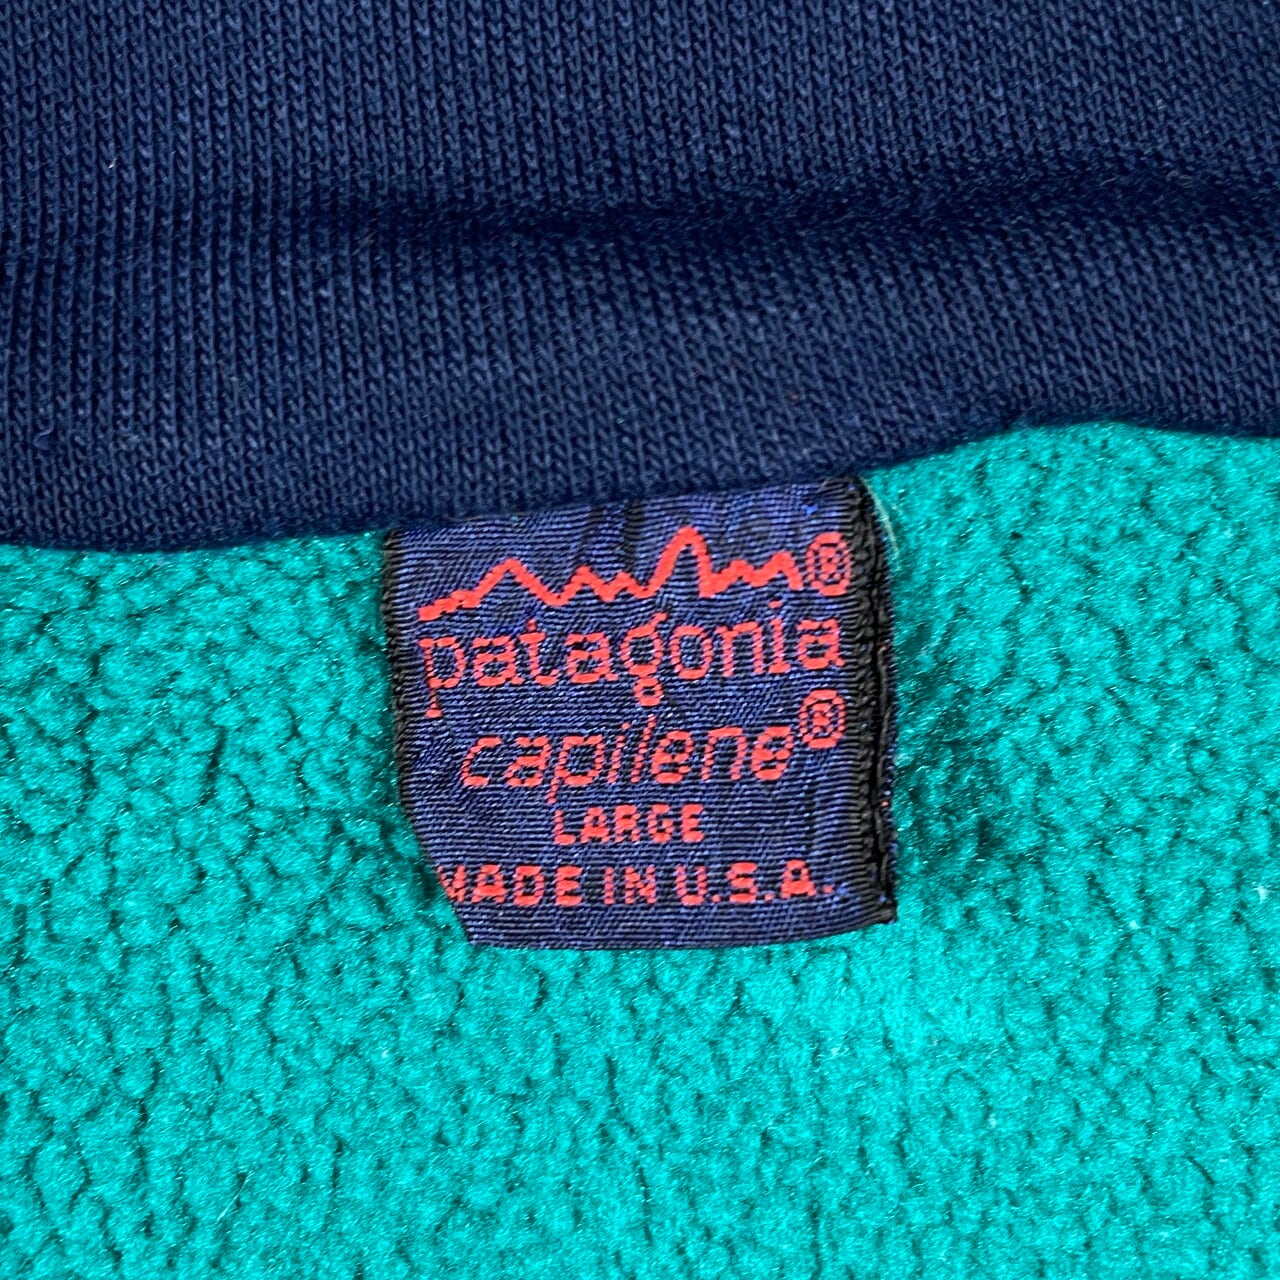 ®
patagonia
capilene®
LARGE
MADE IN U.S.A.